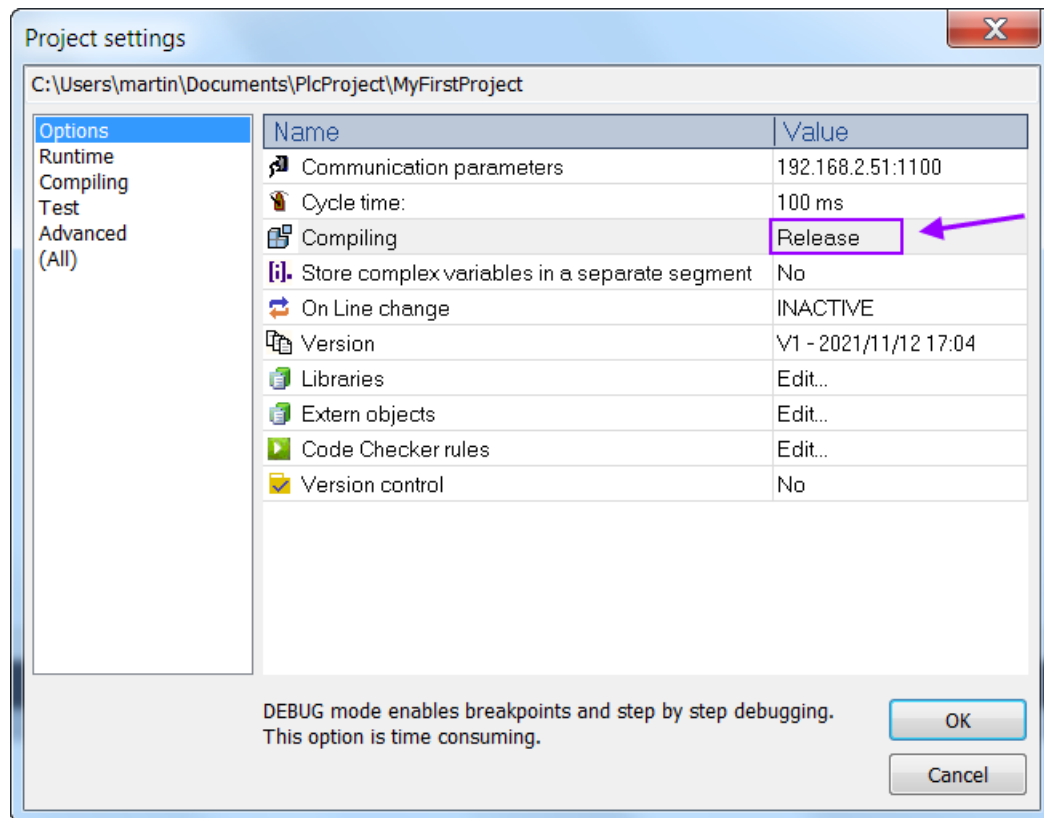 Project settings
C:\Users\martin\Documents\PlcProject\MyFirstProject
Options
Runtime
Compiling
Test
Advanced
(All)
Name Value
Communication parameters 192.168.2.51:1100
Cycle time: 100 ms
Compiling Release
[i]. Store complex variables in a separate segment No
On Line change INACTIVE
Version V1 - 2021/11/12 17:04
Libraries Edit...
Extern objects Edit...
Code Checker rules Edit...
Version control No
DEBUG mode enables breakpoints and step by step debugging.
This option is time consuming.
OK
Cancel